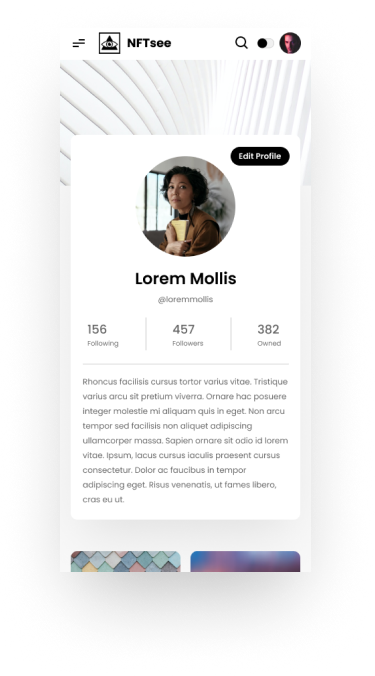 NFTsee
Edit Profile
Lorem Mollis
@loremmollis
156 457 382
Following Followers Owned
Rhoncus facilisis cursus tortor varius vitae. Tristique
varius arcu sit pretium viverra. Ornare hac posuere
integer molestie mi aliquam quis in eget. Non arcu
tempor sed facilisis non aliquet adipiscing
ullamcorper massa. Sapien ornare sit odio id lorem
vitae. Ipsum, lacus cursus iaculis praesent cursus
consectetur. Dolor ac faucibus in tempor
adipiscing eget. Risus venenatis, ut fames libero,
cras eu ut.